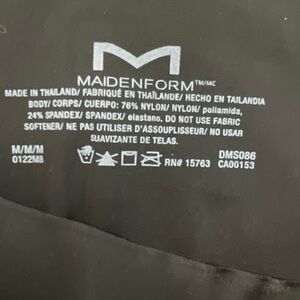 M
MAIDENFORM™/MC
MADE IN THAILAND/ FABRIQUÉ EN THAÏLANDE/ HECHO EN TAILANDIA
BODY/ CORPS/ CUERPO: 76% NYLON/ NYLON/ poliamida,
24% SPANDEX/ SPANDEX/ elastano. DO NOT USE FABRIC
SOFTENER/ NE PAS UTILISER D'ASSOUPLISSEUR/ NO USAR
SUAVIZANTE DE TELAS.
M/M/M DMS086
0122M8 RN# 15763 CA00153